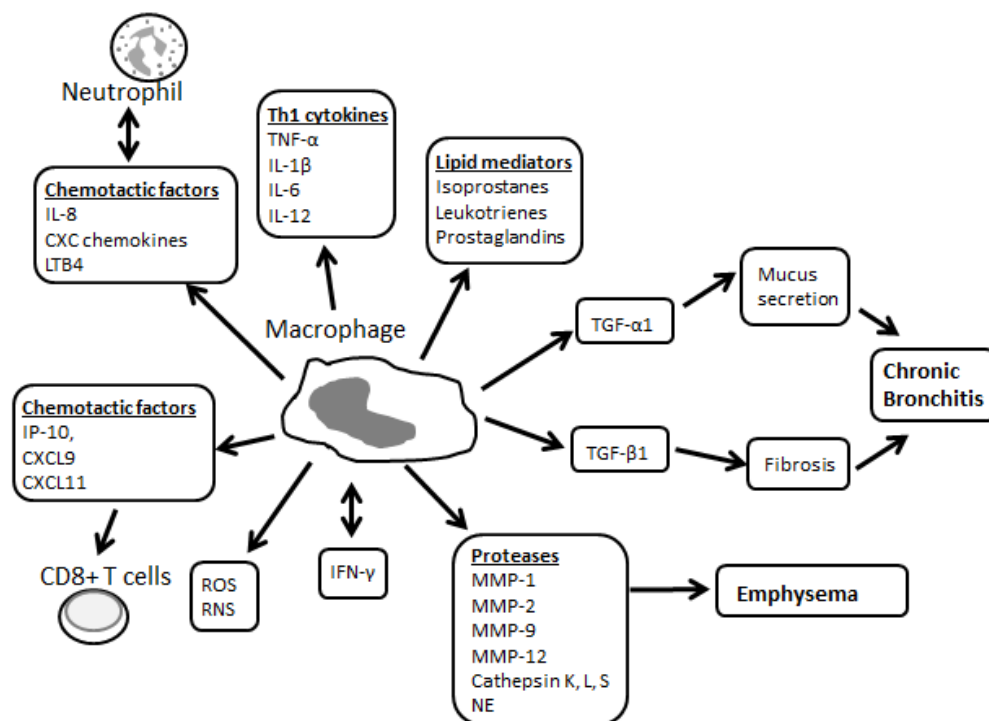 Neutrophil
Chemotactic factors
IL-8
CXC chemokines
LTB4
Th1 cytokines
TNF-α
IL-1β
IL-6
IL-12
Lipid mediators
Isoprostanes
Leukotrienes
Prostaglandins
Macrophage
TGF-α1
Mucus
secretion
Chronic
Bronchitis
TGF-β1
Fibrosis
Chemotactic factors
IP-10,
CXCL9
CXCL11
CD8+ T cells
ROS
RNS
IFN-γ
Proteases
MMP-1
MMP-2
MMP-9
MMP-12
Cathepsin K, L, S
NE
Emphysema